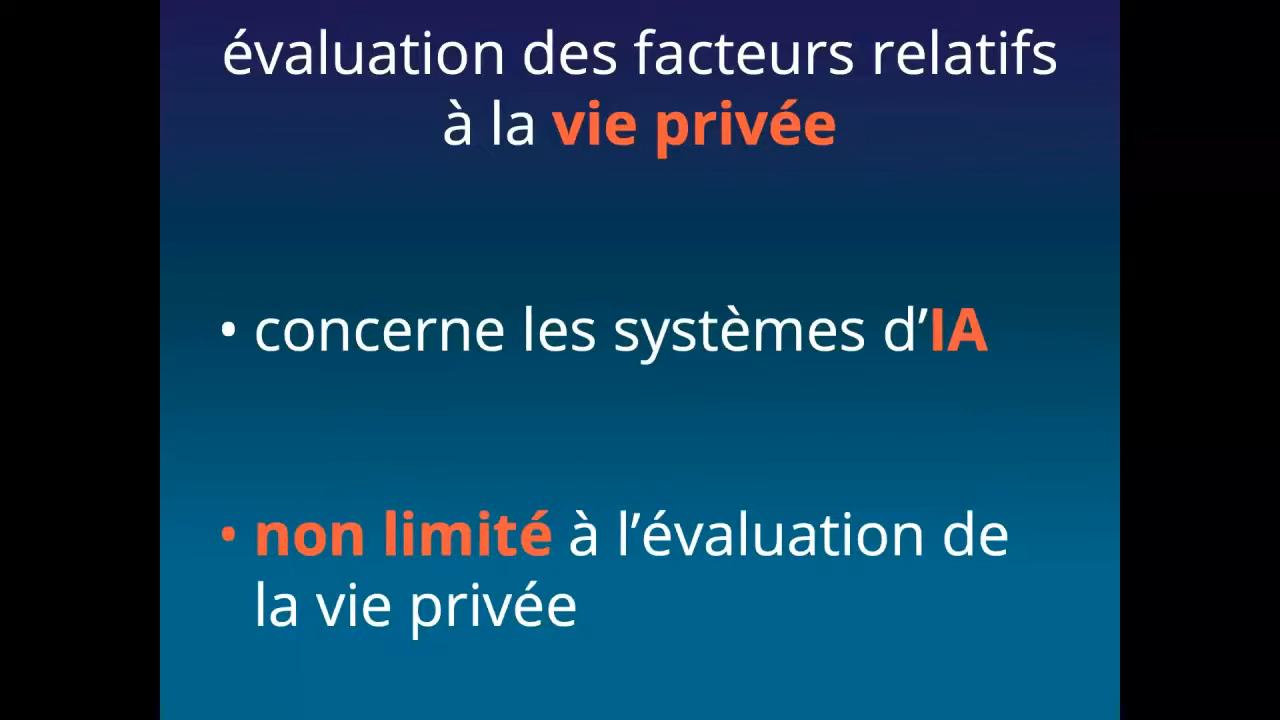 évaluation des facteurs relatifs
à la vie privée
• concerne les systèmes d’IA
• non limité à l’évaluation de
la vie privée